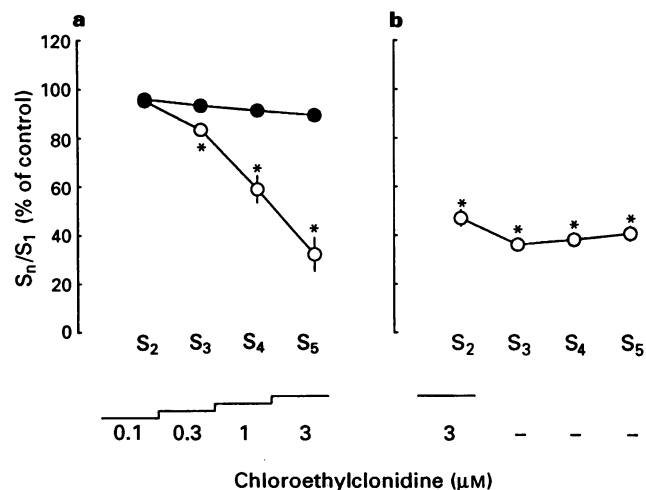 a
b
Sₙ/S₁ (% of control)
120
100
80
60
40
20
0
*
*
*
*
*
*
*
S₂ S₃ S₄ S₅
S₂ S₃ S₄ S₅
0.1 0.3 1 3
3 – – –
Chloroethylclonidine (μM)